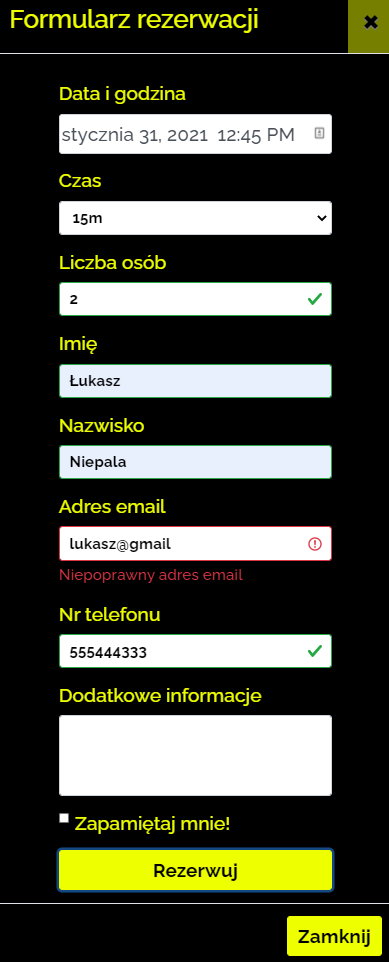 Formularz rezerwacji
Data i godzina
stycznia 31, 2021 12:45 PM
Czas
15m
Liczba osób
2
Imię
Łukasz
Nazwisko
Niepala
Adres email
lukasz@gmail
Niepoprawny adres email
Nr telefonu
555444333
Dodatkowe informacje
Zapamiętaj mnie!
Rezerwuj
Zamknij